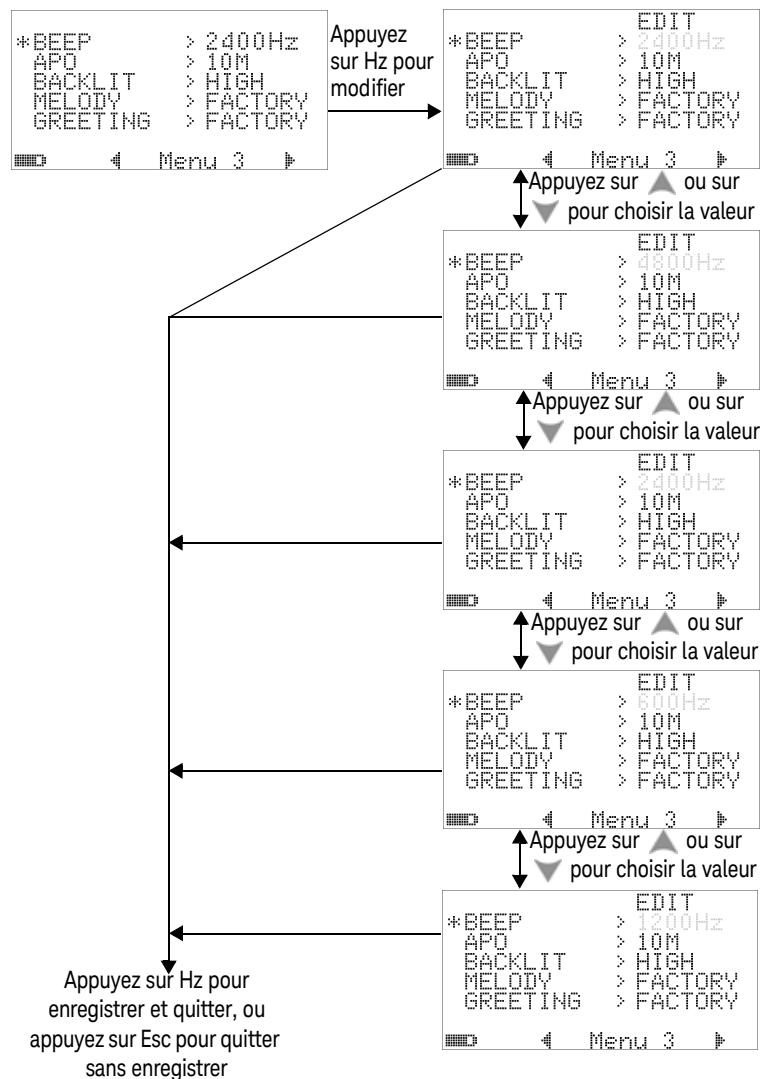 *BEEP > 2400Hz
APO > 10M
BACKLIT > HIGH
MELODY > FACTORY
GREETING > FACTORY
Menu 3
Appuyez
sur Hz pour
modifier
EDIT
*BEEP > 2400Hz
APO > 10M
BACKLIT > HIGH
MELODY > FACTORY
GREETING > FACTORY
Menu 3
Appuyez sur ou sur
pour choisir la valeur
EDIT
*BEEP > 4800Hz
APO > 10M
BACKLIT > HIGH
MELODY > FACTORY
GREETING > FACTORY
Menu 3
Appuyez sur ou sur
pour choisir la valeur
EDIT
*BEEP > 2400Hz
APO > 10M
BACKLIT > HIGH
MELODY > FACTORY
GREETING > FACTORY
Menu 3
Appuyez sur ou sur
pour choisir la valeur
EDIT
*BEEP > 600Hz
APO > 10M
BACKLIT > HIGH
MELODY > FACTORY
GREETING > FACTORY
Menu 3
Appuyez sur ou sur
pour choisir la valeur
EDIT
*BEEP > 1200Hz
APO > 10M
BACKLIT > HIGH
MELODY > FACTORY
GREETING > FACTORY
Menu 3
Appuyez sur Hz pour
enregistrer et quitter, ou
appuyez sur Esc pour quitter
sans enregistrer